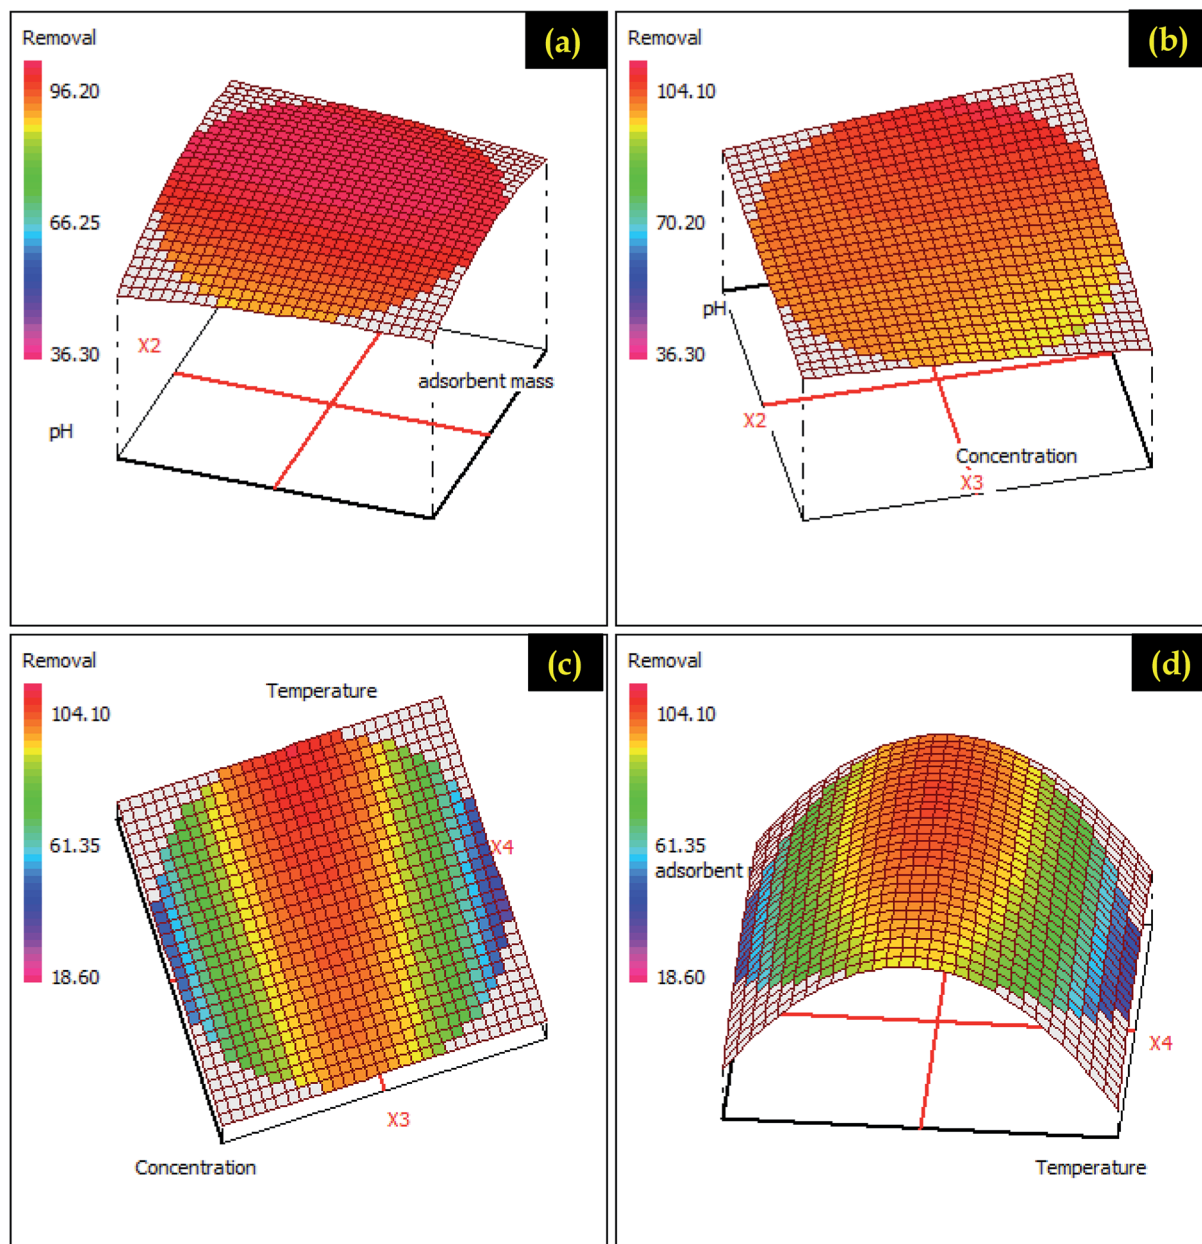 Removal
(a)
96.20
66.25
36.30
X2
adsorbent mass
pH
Removal
(b)
104.10
70.20
36.30
pH
X2
Concentration
X3
Removal
(c)
Temperature
104.10
61.35
X4
18.60
X3
Concentration
Removal
(d)
104.10
61.35
adsorbent
18.60
X4
Temperature